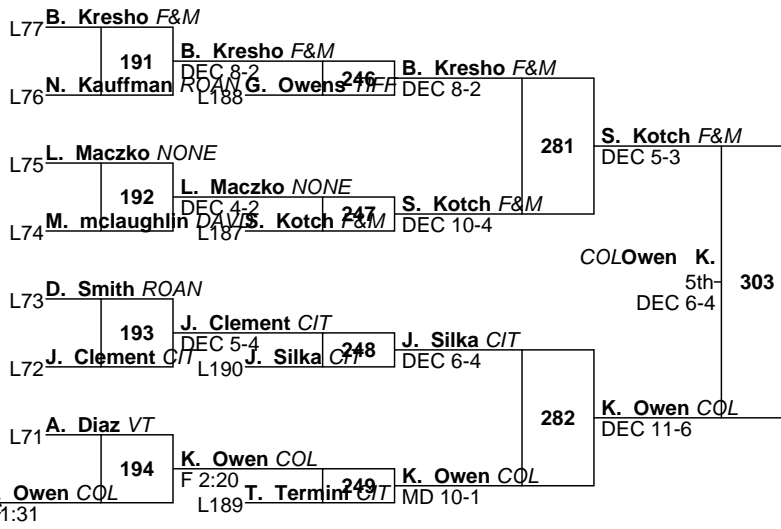 L77 B. Kresho F&M
191
B. Kresho F&M
DEC 8-2
L76 N. Kauffman ROAN
L188 G. Owens TIFF
246
B. Kresho F&M
DEC 8-2
281
S. Kotch F&M
DEC 5-3
L75 L. Maczko NONE
192
L. Maczko NONE
DEC 4-2
L74 M. mclaughlin DAVD
L187 S. Kotch F&M
247
S. Kotch F&M
DEC 10-4
COLOwen K.
5th
DEC 6-4
303
L73 D. Smith ROAN
193
J. Clement CIT
DEC 5-4
L72 J. Clement CIT
L190 J. Silka CIT
248
J. Silka CIT
DEC 6-4
282
K. Owen COL
DEC 11-6
L71 A. Diaz VT
194
K. Owen COL
F 2:20
Owen COL
1:31
L189 T. Termini CIT
249
K. Owen COL
MD 10-1